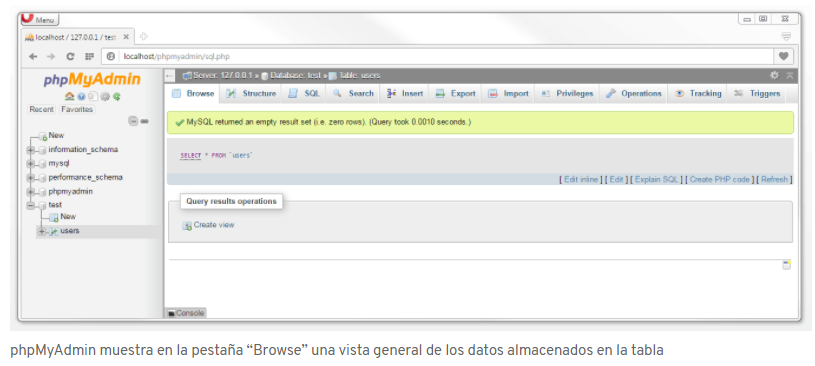 Menu
localhost / 127.0.0.1 / test
localhost/phpmyadmin/sql.php
phpMyAdmin
Recent Favorites
New
information_schema
mysql
performance_schema
phpmyadmin
test
New
users
Server: 127.0.0.1 » Database: test » Table: users
Browse Structure SQL Search Insert Export Import Privileges Operations Tracking Triggers
MySQL returned an empty result set (i.e. zero rows). (Query took 0.0010 seconds.)
SELECT * FROM `users`
[ Edit inline ] [ Edit ] [ Explain SQL ] [ Create PHP code ] [ Refresh ]
Query results operations
Create view
Console
phpMyAdmin muestra en la pestaña “Browse” una vista general de los datos almacenados en la tabla